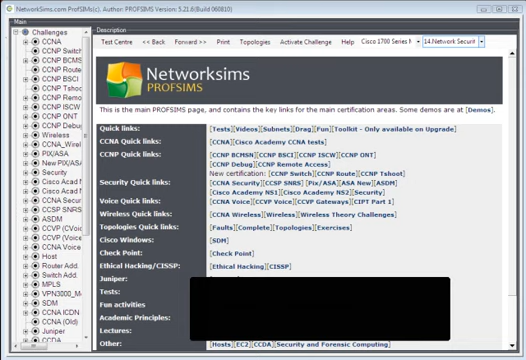 NetworkSims.com ProfSIMs(c). Author: PROFSIMS Version: 5.21.6(Build 060810)
Main
Challenges
CCNA
CCNP Switch
CCNP BCMS
CCNP Route
CCNP BSCI
CCNP Tshoo
CCNP Remo
CCNP ISCW
CCNP ONT
CCNP Debu
Wireless
CCNA_Wirel
PIX/ASA
New PIX/AS
Security
Cisco Acad N
Cisco Acad N
CCNA Secur
CCSP SNRS
ASDM
CCVP (CVoic
CCVP (Voice
CCNA Voice
Host
Router Add.
Switch Add.
MPLS
VPN3000_M
SDM
CCNA ICDN
CCNA (Old)
Juniper
CCDA
Description
Test Centre << Back Forward >> Print Topologies Activate Challenge Help Cisco 1700 Series 14.Network Securit
Networksims
PROFSIMS
This is the main PROFSIMS page, and contains the key links for the main certification areas. Some demos are at [Demos].
Quick links: [Tests][Videos][Subnets][Drag][Fun][Toolkit - Only available on Upgrade]
CCNA Quick links: [CCNA][Cisco Academy CCNA tests]
CCNP Quick links: [CCNP BCMSN][CCNP BSCI][CCNP ISCW][CCNP ONT]
[CCNP Debug][CCNP Remote Access]
New certification: [CCNP Switch][CCNP Route][CCNP Tshoot]
Security Quick links: [CCNA Security][CCSP SNRS][Pix/ASA][ASA New][ASDM]
[Cisco Academy NS1][Cisco Academy NS2][Security]
Voice Quick links: [CCNA Voice][CCVP Voice][CCVP Gateways][CIPT Part 1]
Wireless Quick links: [CCNA Wireless][Wireless][Wireless Theory Challenges]
Topologies Quick links: [Faults][Complete][Topologies][Exercises]
Cisco Windows: [SDM]
Check Point: [Check Point]
Ethical Hacking/CISSP: [Ethical Hacking][CISSP]
Juniper:
Tests:
Fun activities
Academic Principles:
Lectures:
Other: [Hosts][EC2][CCDA][Security and Forensic Computing]